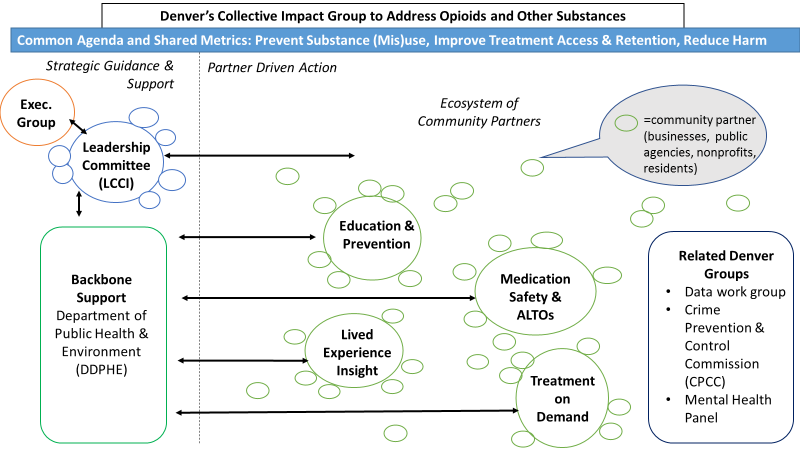 Denver's Collective Impact Group to Address Opioids and Other Substances
Common Agenda and Shared Metrics: Prevent Substance (Mis)use, Improve Treatment Access & Retention, Reduce Harm
Strategic Guidance &
Support
Partner Driven Action
Exec.
Group
Leadership
Committee
(LCCI)
Ecosystem of
Community Partners
=community partner
(businesses, public
agencies, nonprofits,
residents)
Education &
Prevention
Backbone
Support
Department of
Public Health &
Environment
(DDPHE)
Medication
Safety &
ALTOs
Lived
Experience
Insight
Treatment
on
Demand
Related Denver
Groups
• Data work group
• Crime
Prevention &
Control
Commission
(CPCC)
• Mental Health
Panel